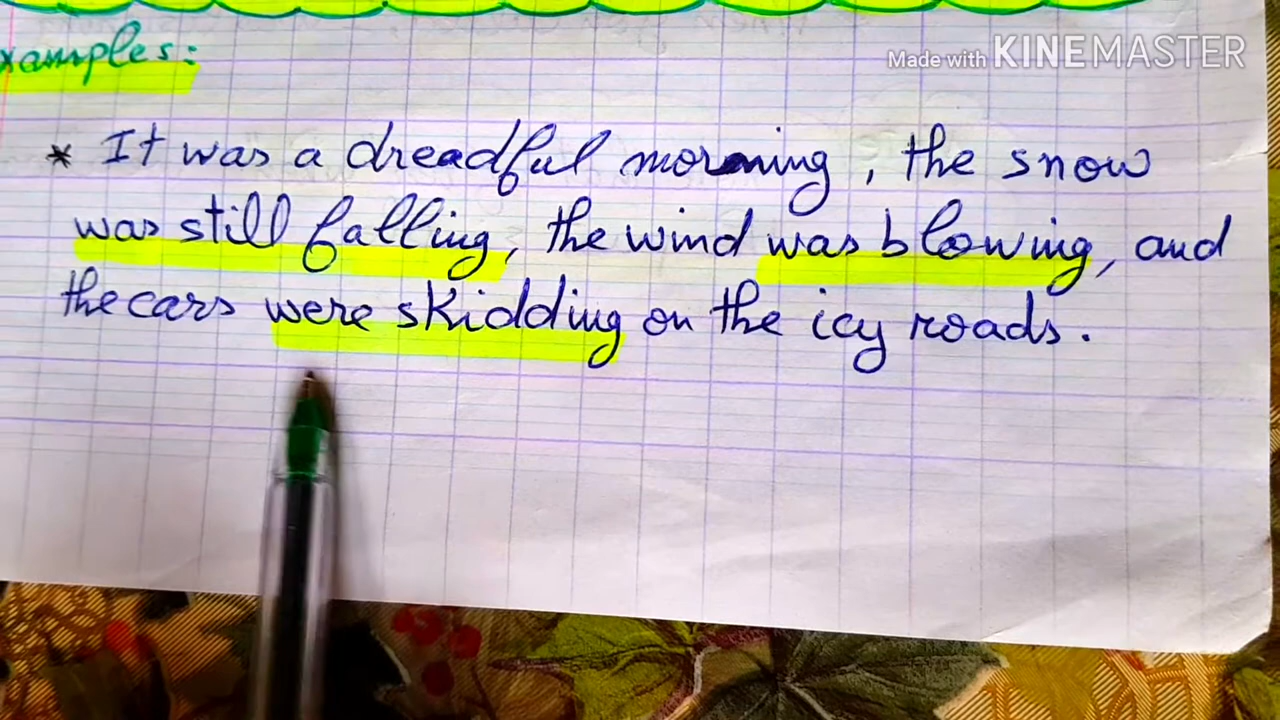 Made with KINEMASTER
xamples:
* It was a dreadful morning, the snow
was still falling, the wind was blowing, and
the cars were skidding on the icy roads.